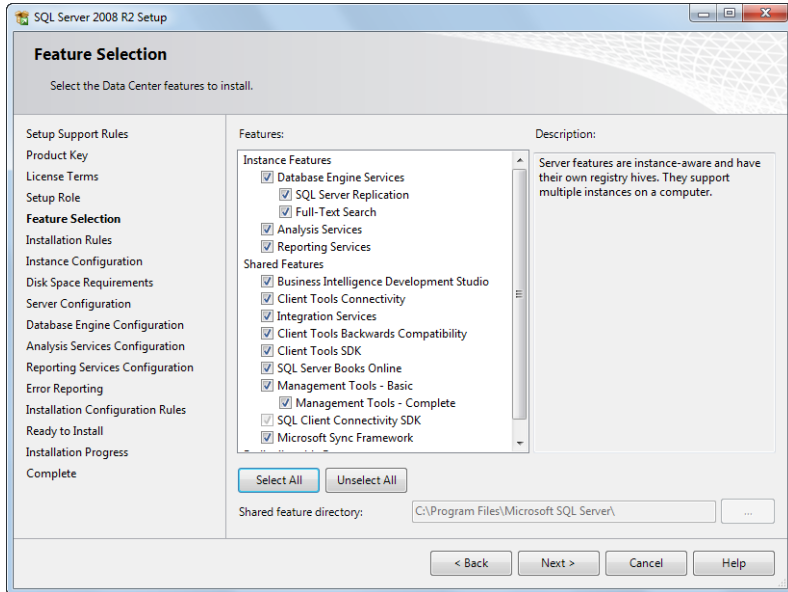 SQL Server 2008 R2 Setup
Feature Selection
Select the Data Center features to install.
Setup Support Rules
Product Key
License Terms
Setup Role
Feature Selection
Installation Rules
Instance Configuration
Disk Space Requirements
Server Configuration
Database Engine Configuration
Analysis Services Configuration
Reporting Services Configuration
Error Reporting
Installation Configuration Rules
Ready to Install
Installation Progress
Complete
Features:
Instance Features
Database Engine Services
SQL Server Replication
Full-Text Search
Analysis Services
Reporting Services
Shared Features
Business Intelligence Development Studio
Client Tools Connectivity
Integration Services
Client Tools Backwards Compatibility
Client Tools SDK
SQL Server Books Online
Management Tools - Basic
Management Tools - Complete
SQL Client Connectivity SDK
Microsoft Sync Framework
Description:
Server features are instance-aware and have
their own registry hives. They support
multiple instances on a computer.
Select All
Unselect All
Shared feature directory:
C:\Program Files\Microsoft SQL Server\
...
< Back
Next >
Cancel
Help